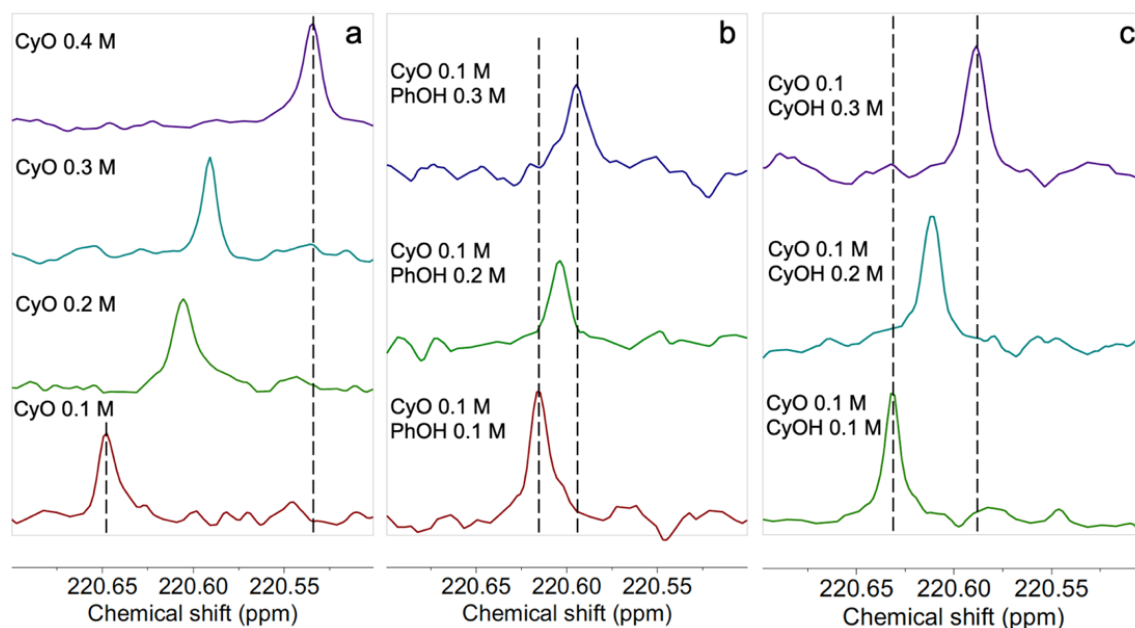 a
CyO 0.4 M
CyO 0.3 M
CyO 0.2 M
CyO 0.1 M
220.65 220.60 220.55
Chemical shift (ppm)
b
CyO 0.1 M
PhOH 0.3 M
CyO 0.1 M
PhOH 0.2 M
CyO 0.1 M
PhOH 0.1 M
220.65 220.60 220.55
Chemical shift (ppm)
c
CyO 0.1
CyOH 0.3 M
CyO 0.1 M
CyOH 0.2 M
CyO 0.1 M
CyOH 0.1 M
220.65 220.60 220.55
Chemical shift (ppm)